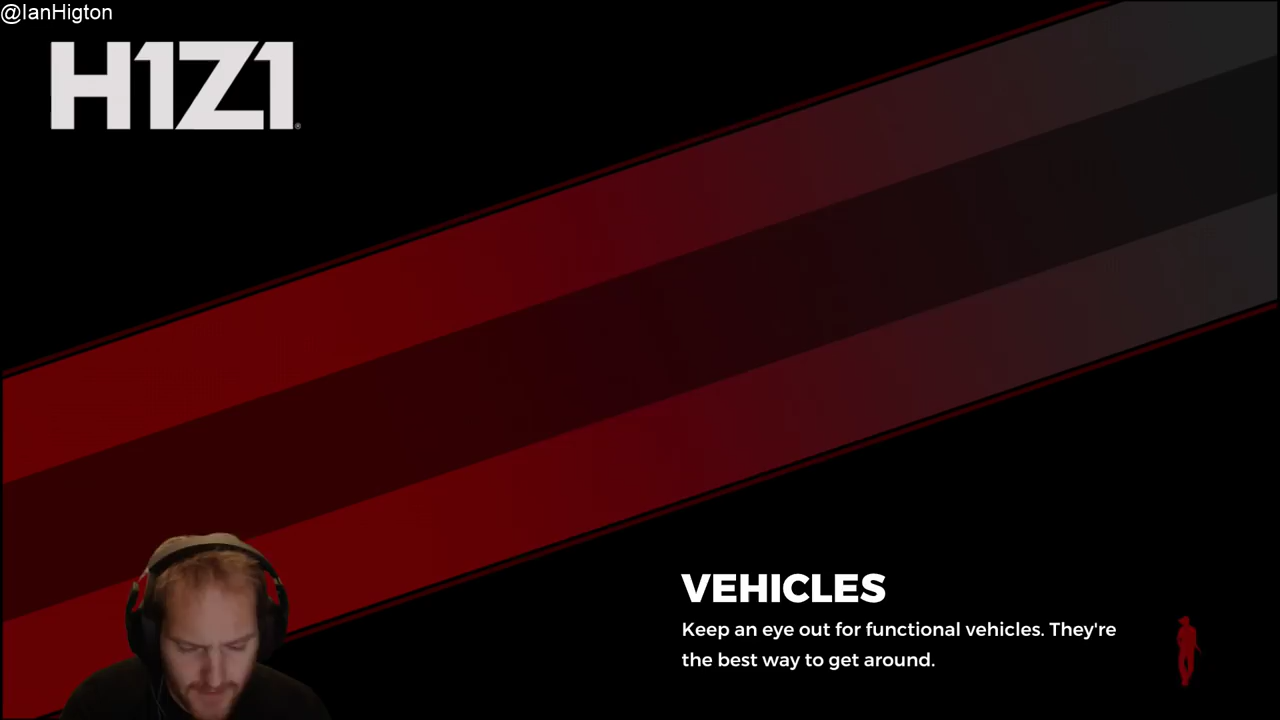 @IanHigton
H1Z1
VEHICLES
Keep an eye out for functional vehicles. They're
the best way to get around.